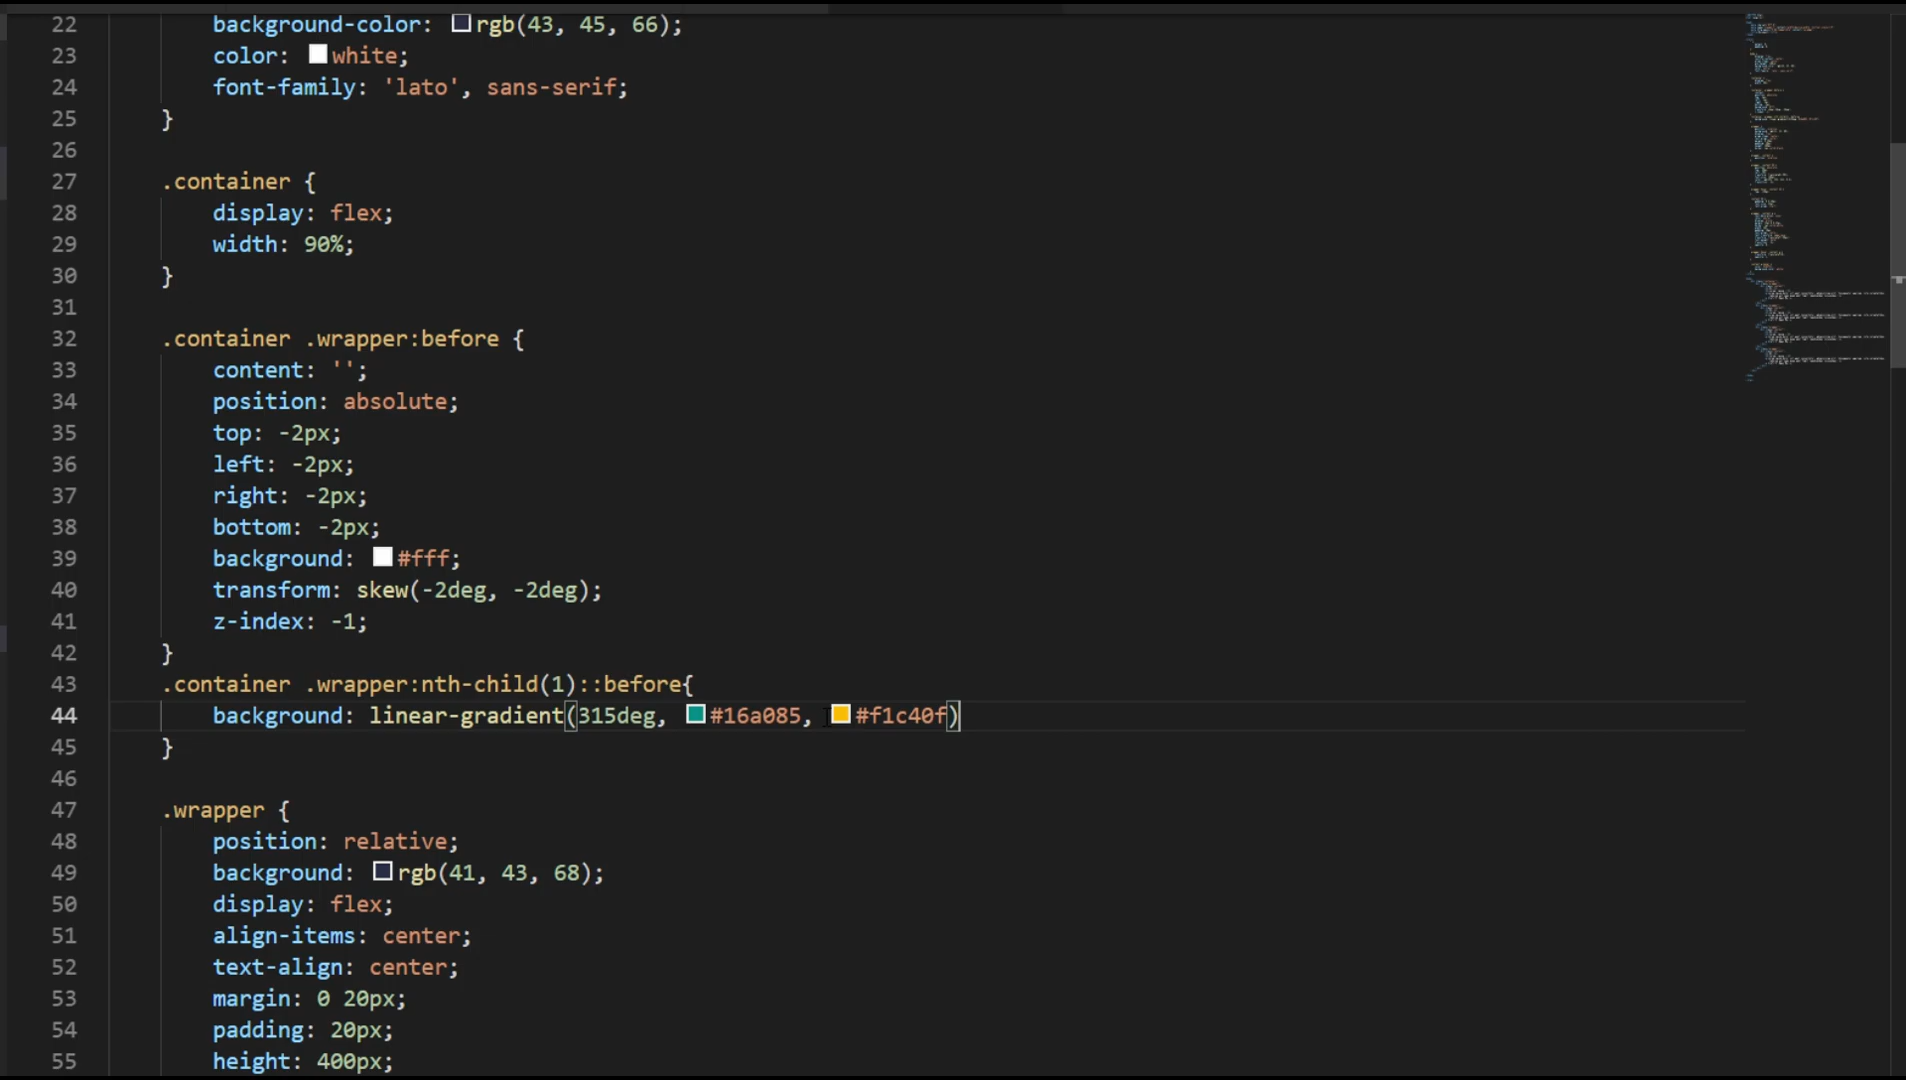 22 background-color: rgb(43, 45, 66);
23 color: white;
24 font-family: 'lato', sans-serif;
25 }
26
27 .container {
28 display: flex;
29 width: 90%;
30 }
31
32 .container .wrapper:before {
33 content: '';
34 position: absolute;
35 top: -2px;
36 left: -2px;
37 right: -2px;
38 bottom: -2px;
39 background: #fff;
40 transform: skew(-2deg, -2deg);
41 z-index: -1;
42 }
43 .container .wrapper:nth-child(1)::before{
44 background: linear-gradient(315deg, #16a085, #f1c40f)
45 }
46
47 .wrapper {
48 position: relative;
49 background: rgb(41, 43, 68);
50 display: flex;
51 align-items: center;
52 text-align: center;
53 margin: 0 20px;
54 padding: 20px;
55 height: 400px;